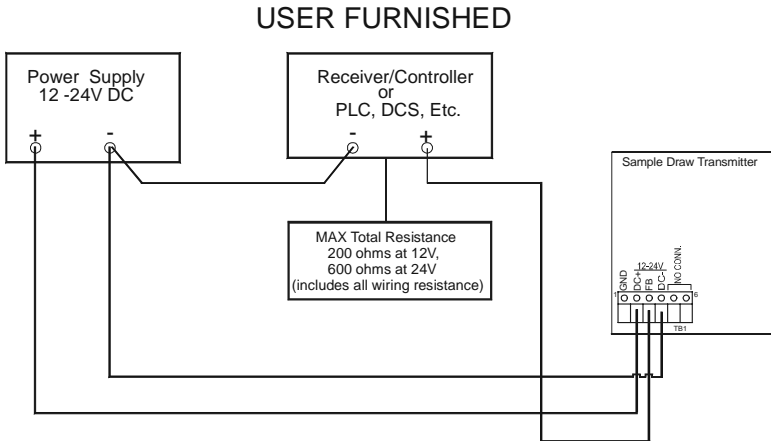 USER FURNISHED
Power Supply
12 -24V DC
+
-
Receiver/Controller
or
PLC, DCS, Etc.
-
+
MAX Total Resistance
200 ohms at 12V,
600 ohms at 24V
(includes all wiring resistance)
Sample Draw Transmitter
12-24V
GND
DC+
FB
DC-
NO CONN.
1
6
TB1